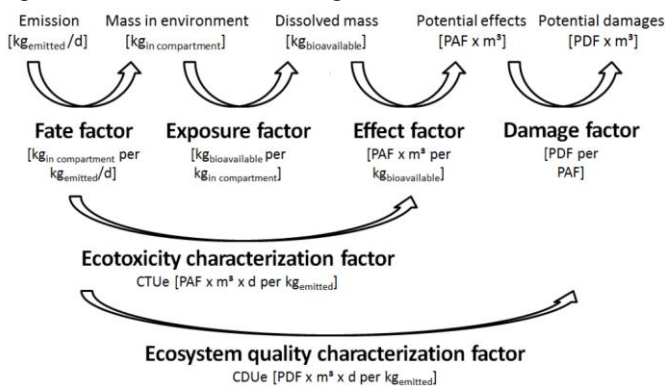 Emission Mass in environment Dissolved mass Potential effects Potential damages
[kgemitted/d] [kgin compartment] [kgbioavailable] [PAF x m³] [PDF x m³]
Fate factor Exposure factor Effect factor Damage factor
[kgin compartment per [kgbioavailable per [PAF x m³ per [PDF per
kgemitted/d] kgin compartment] kgbioavailable] PAF]
Ecotoxicity characterization factor
CTUe [PAF x m³ x d per kgemitted]
Ecosystem quality characterization factor
CDUe [PDF x m³ x d per kgemitted]